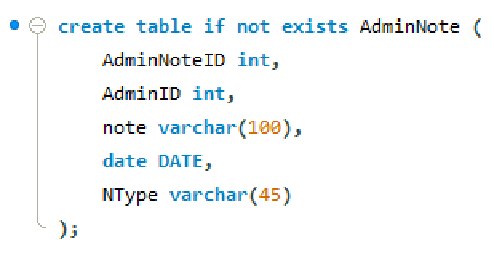 create table if not exists AdminNote (
AdminNoteID int,
AdminID int,
note varchar(100),
date DATE,
NType varchar(45)
);